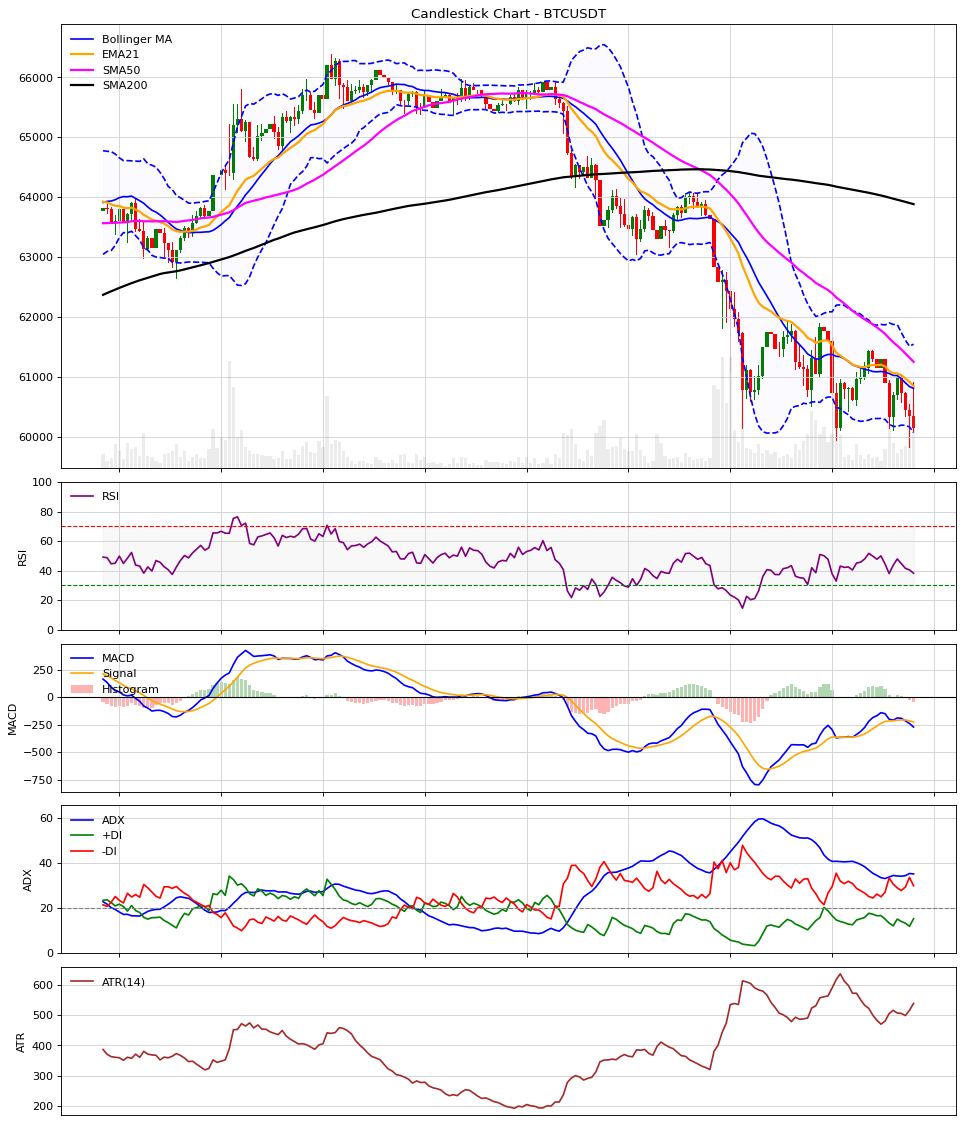 Candlestick Chart - BTCUSDT
Bollinger MA
EMA21
SMA50
SMA200
66000
65000
64000
63000
62000
61000
60000
RSI
100
80
60
40
20
0
RSI
MACD
Signal
Histogram
250
0
−250
−500
−750
MACD
ADX
+DI
-DI
60
40
20
0
ADX
ATR(14)
600
500
400
300
200
ATR